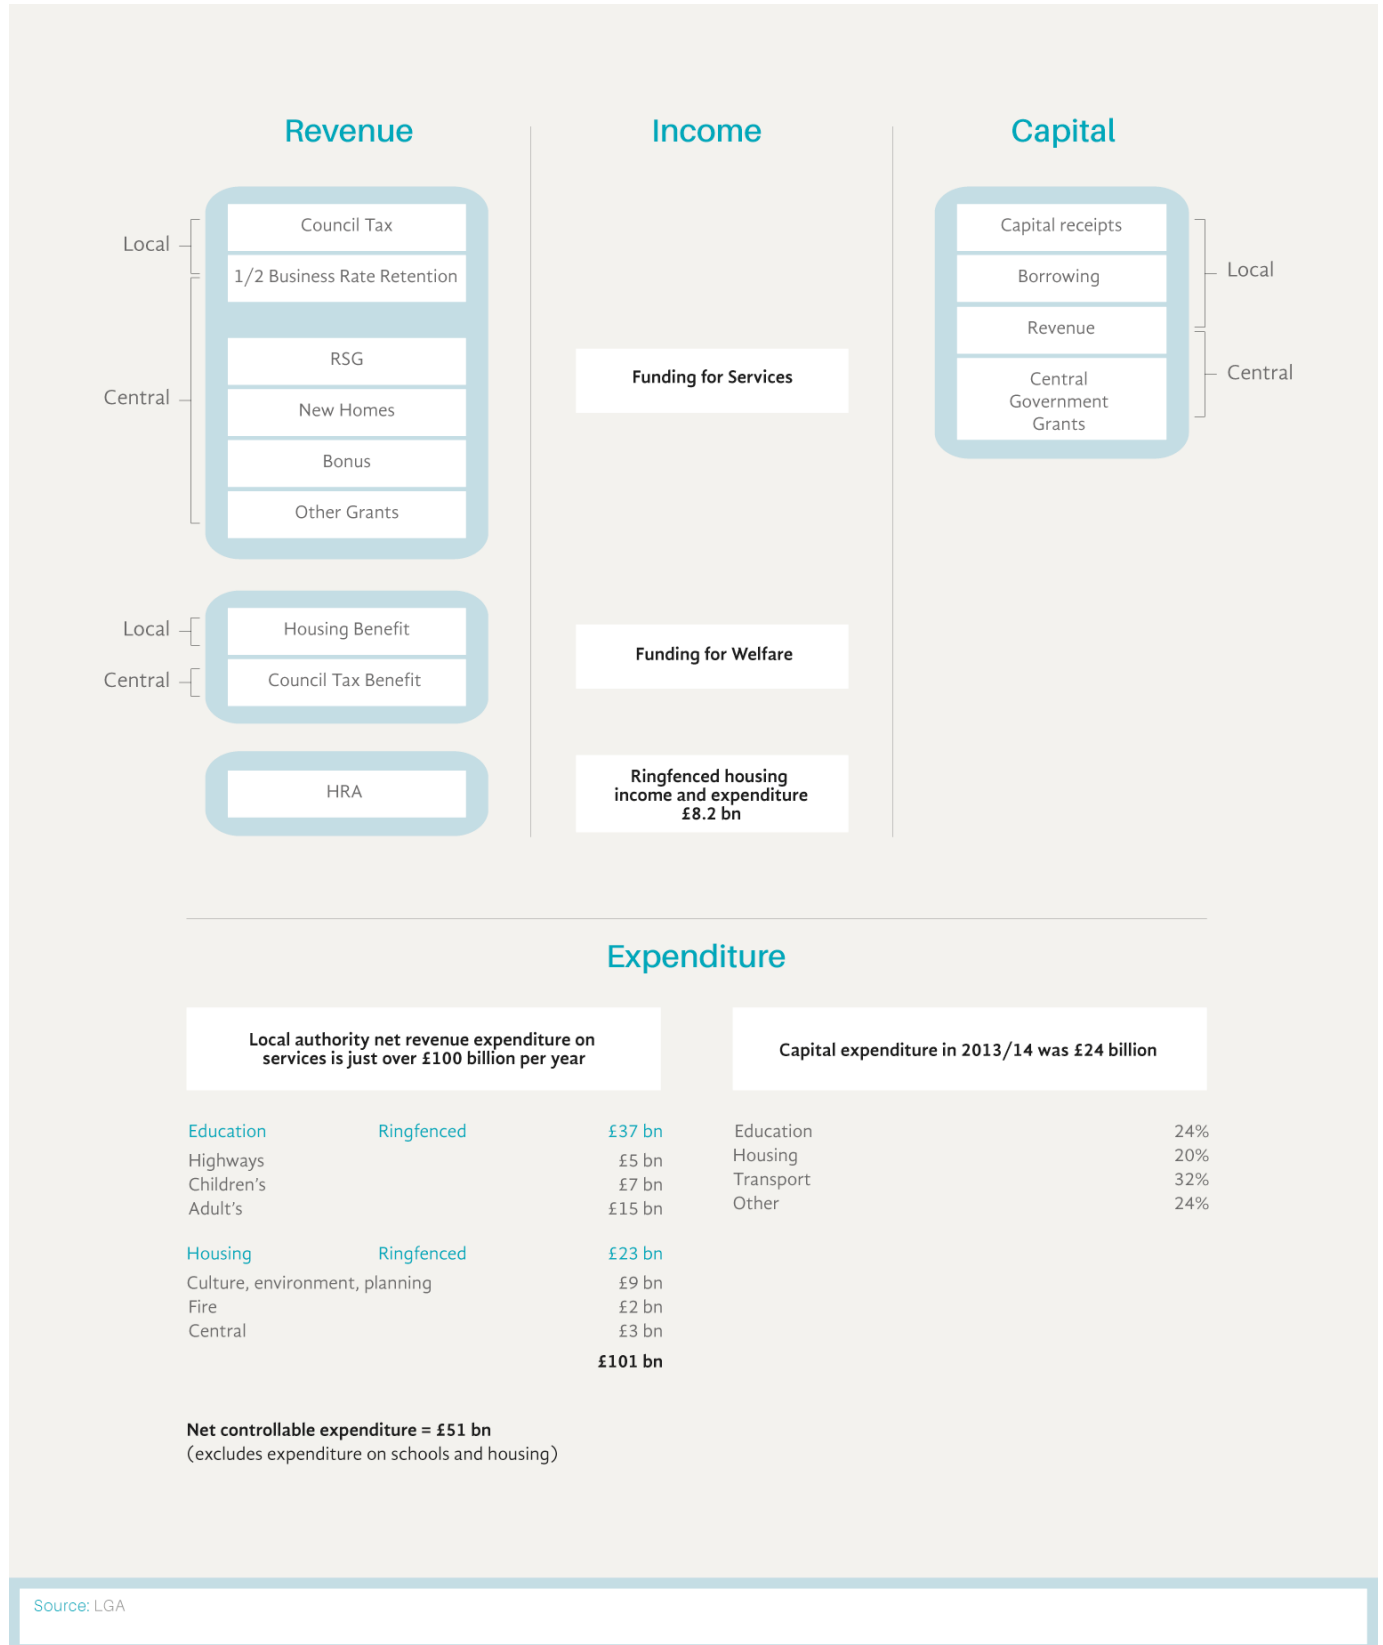 Revenue
Income
Capital
Local
Council Tax
1/2 Business Rate Retention
Central
RSG
New Homes
Bonus
Other Grants
Funding for Services
Capital receipts
Borrowing
Revenue
Central
Government
Grants
Local
Central
Local
Housing Benefit
Central
Council Tax Benefit
Funding for Welfare
HRA
Ringfenced housing
income and expenditure
£8.2 bn
Expenditure
Local authority net revenue expenditure on
services is just over £100 billion per year
Education Ringfenced £37 bn
Highways £5 bn
Children’s £7 bn
Adult’s £15 bn
Housing Ringfenced £23 bn
Culture, environment, planning £9 bn
Fire £2 bn
Central £3 bn
£101 bn
Net controllable expenditure = £51 bn
(excludes expenditure on schools and housing)
Capital expenditure in 2013/14 was £24 billion
Education 24%
Housing 20%
Transport 32%
Other 24%
Source: LGA